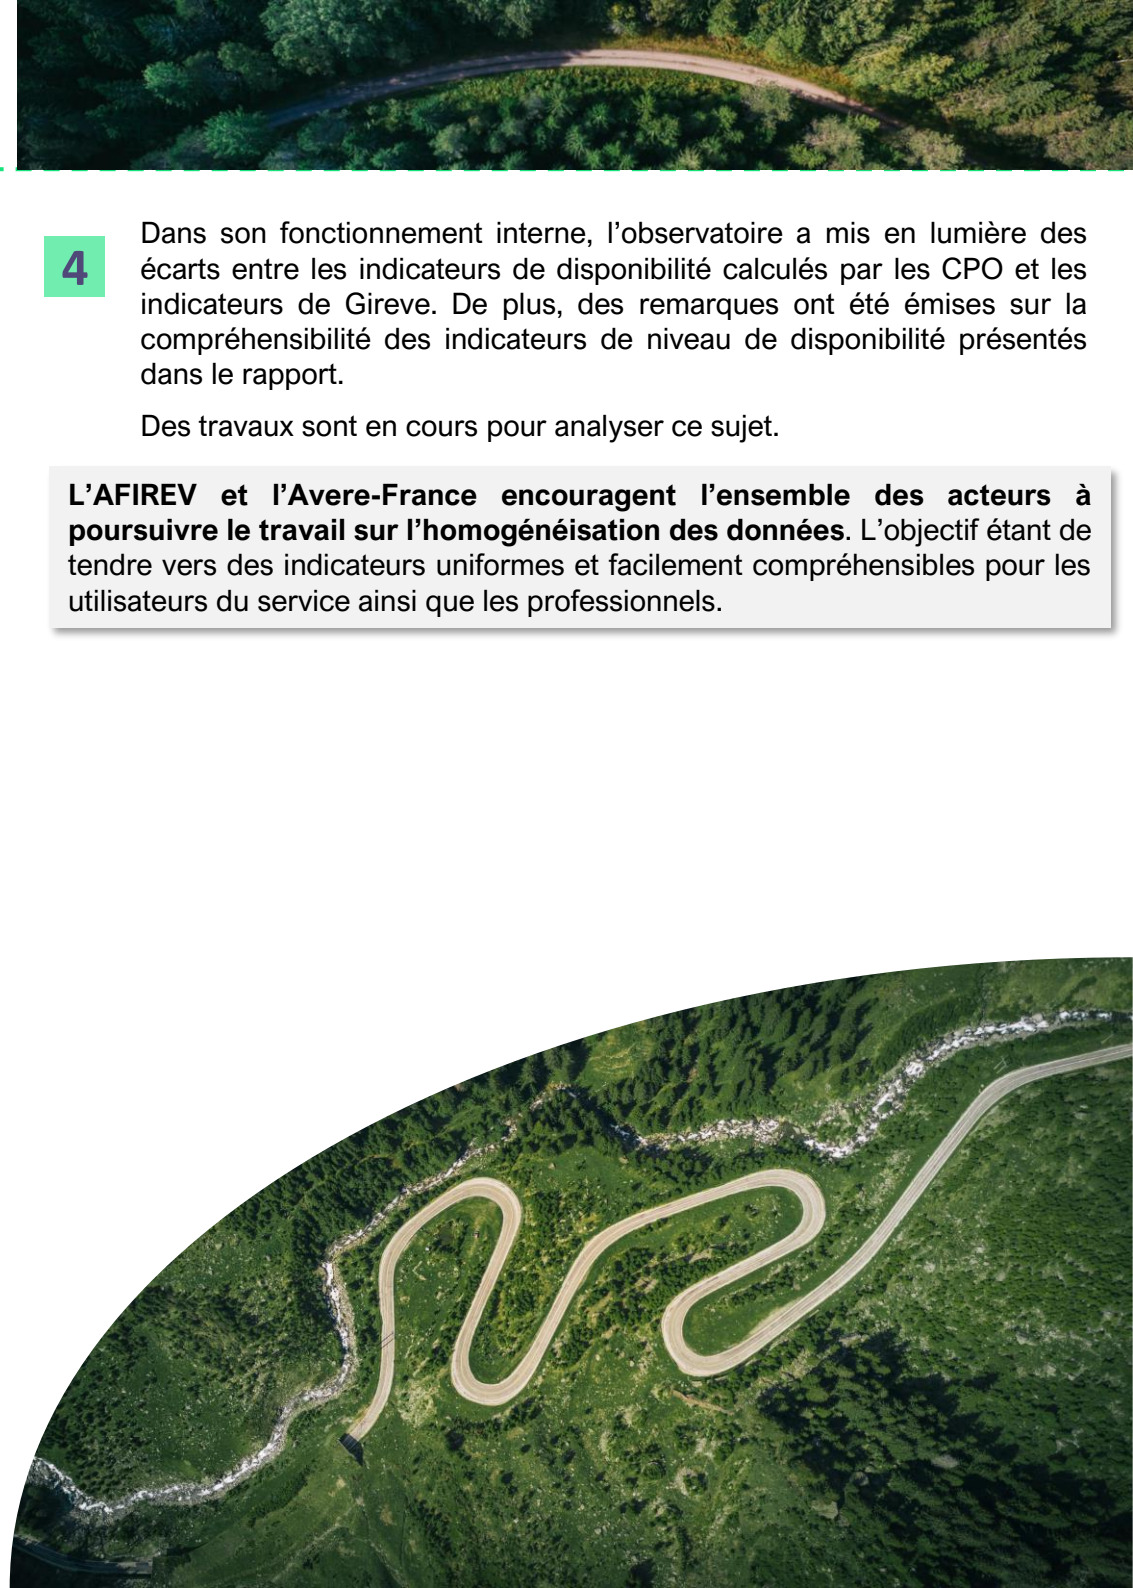 4
Dans son fonctionnement interne, l’observatoire a mis en lumière des
écarts entre les indicateurs de disponibilité calculés par les CPO et les
indicateurs de Gireve. De plus, des remarques ont été émises sur la
compréhensibilité des indicateurs de niveau de disponibilité présentés
dans le rapport.
Des travaux sont en cours pour analyser ce sujet.
L’AFIREV et l’Avere-France encouragent l’ensemble des acteurs à
poursuivre le travail sur l’homogénéisation des données. L’objectif étant de
tendre vers des indicateurs uniformes et facilement compréhensibles pour les
utilisateurs du service ainsi que les professionnels.